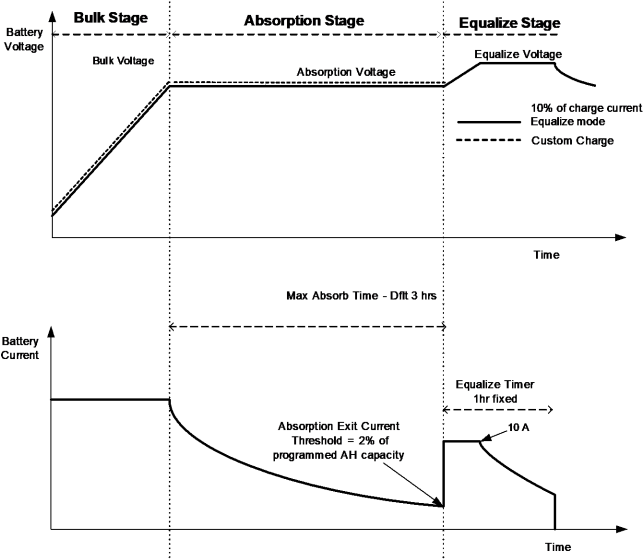 Bulk Stage
Absorption Stage
Equalize Stage
Battery
Voltage
Bulk Voltage
Absorption Voltage
Equalize Voltage
10% of charge current
Equalize mode
Custom Charge
Time
Max Absorb Time - Dflt 3 hrs
Battery
Current
Equalize Timer
1hr fixed
Absorption Exit Current
Threshold = 2% of
programmed AH capacity
10 A
Time